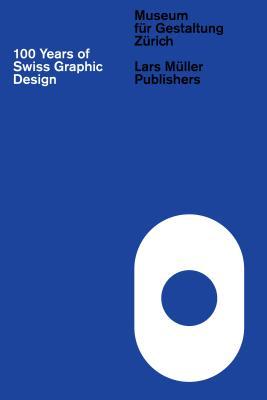 100 Years of
Swiss Graphic
Design
Museum
für Gestaltung
Zürich
Lars Müller
Publishers